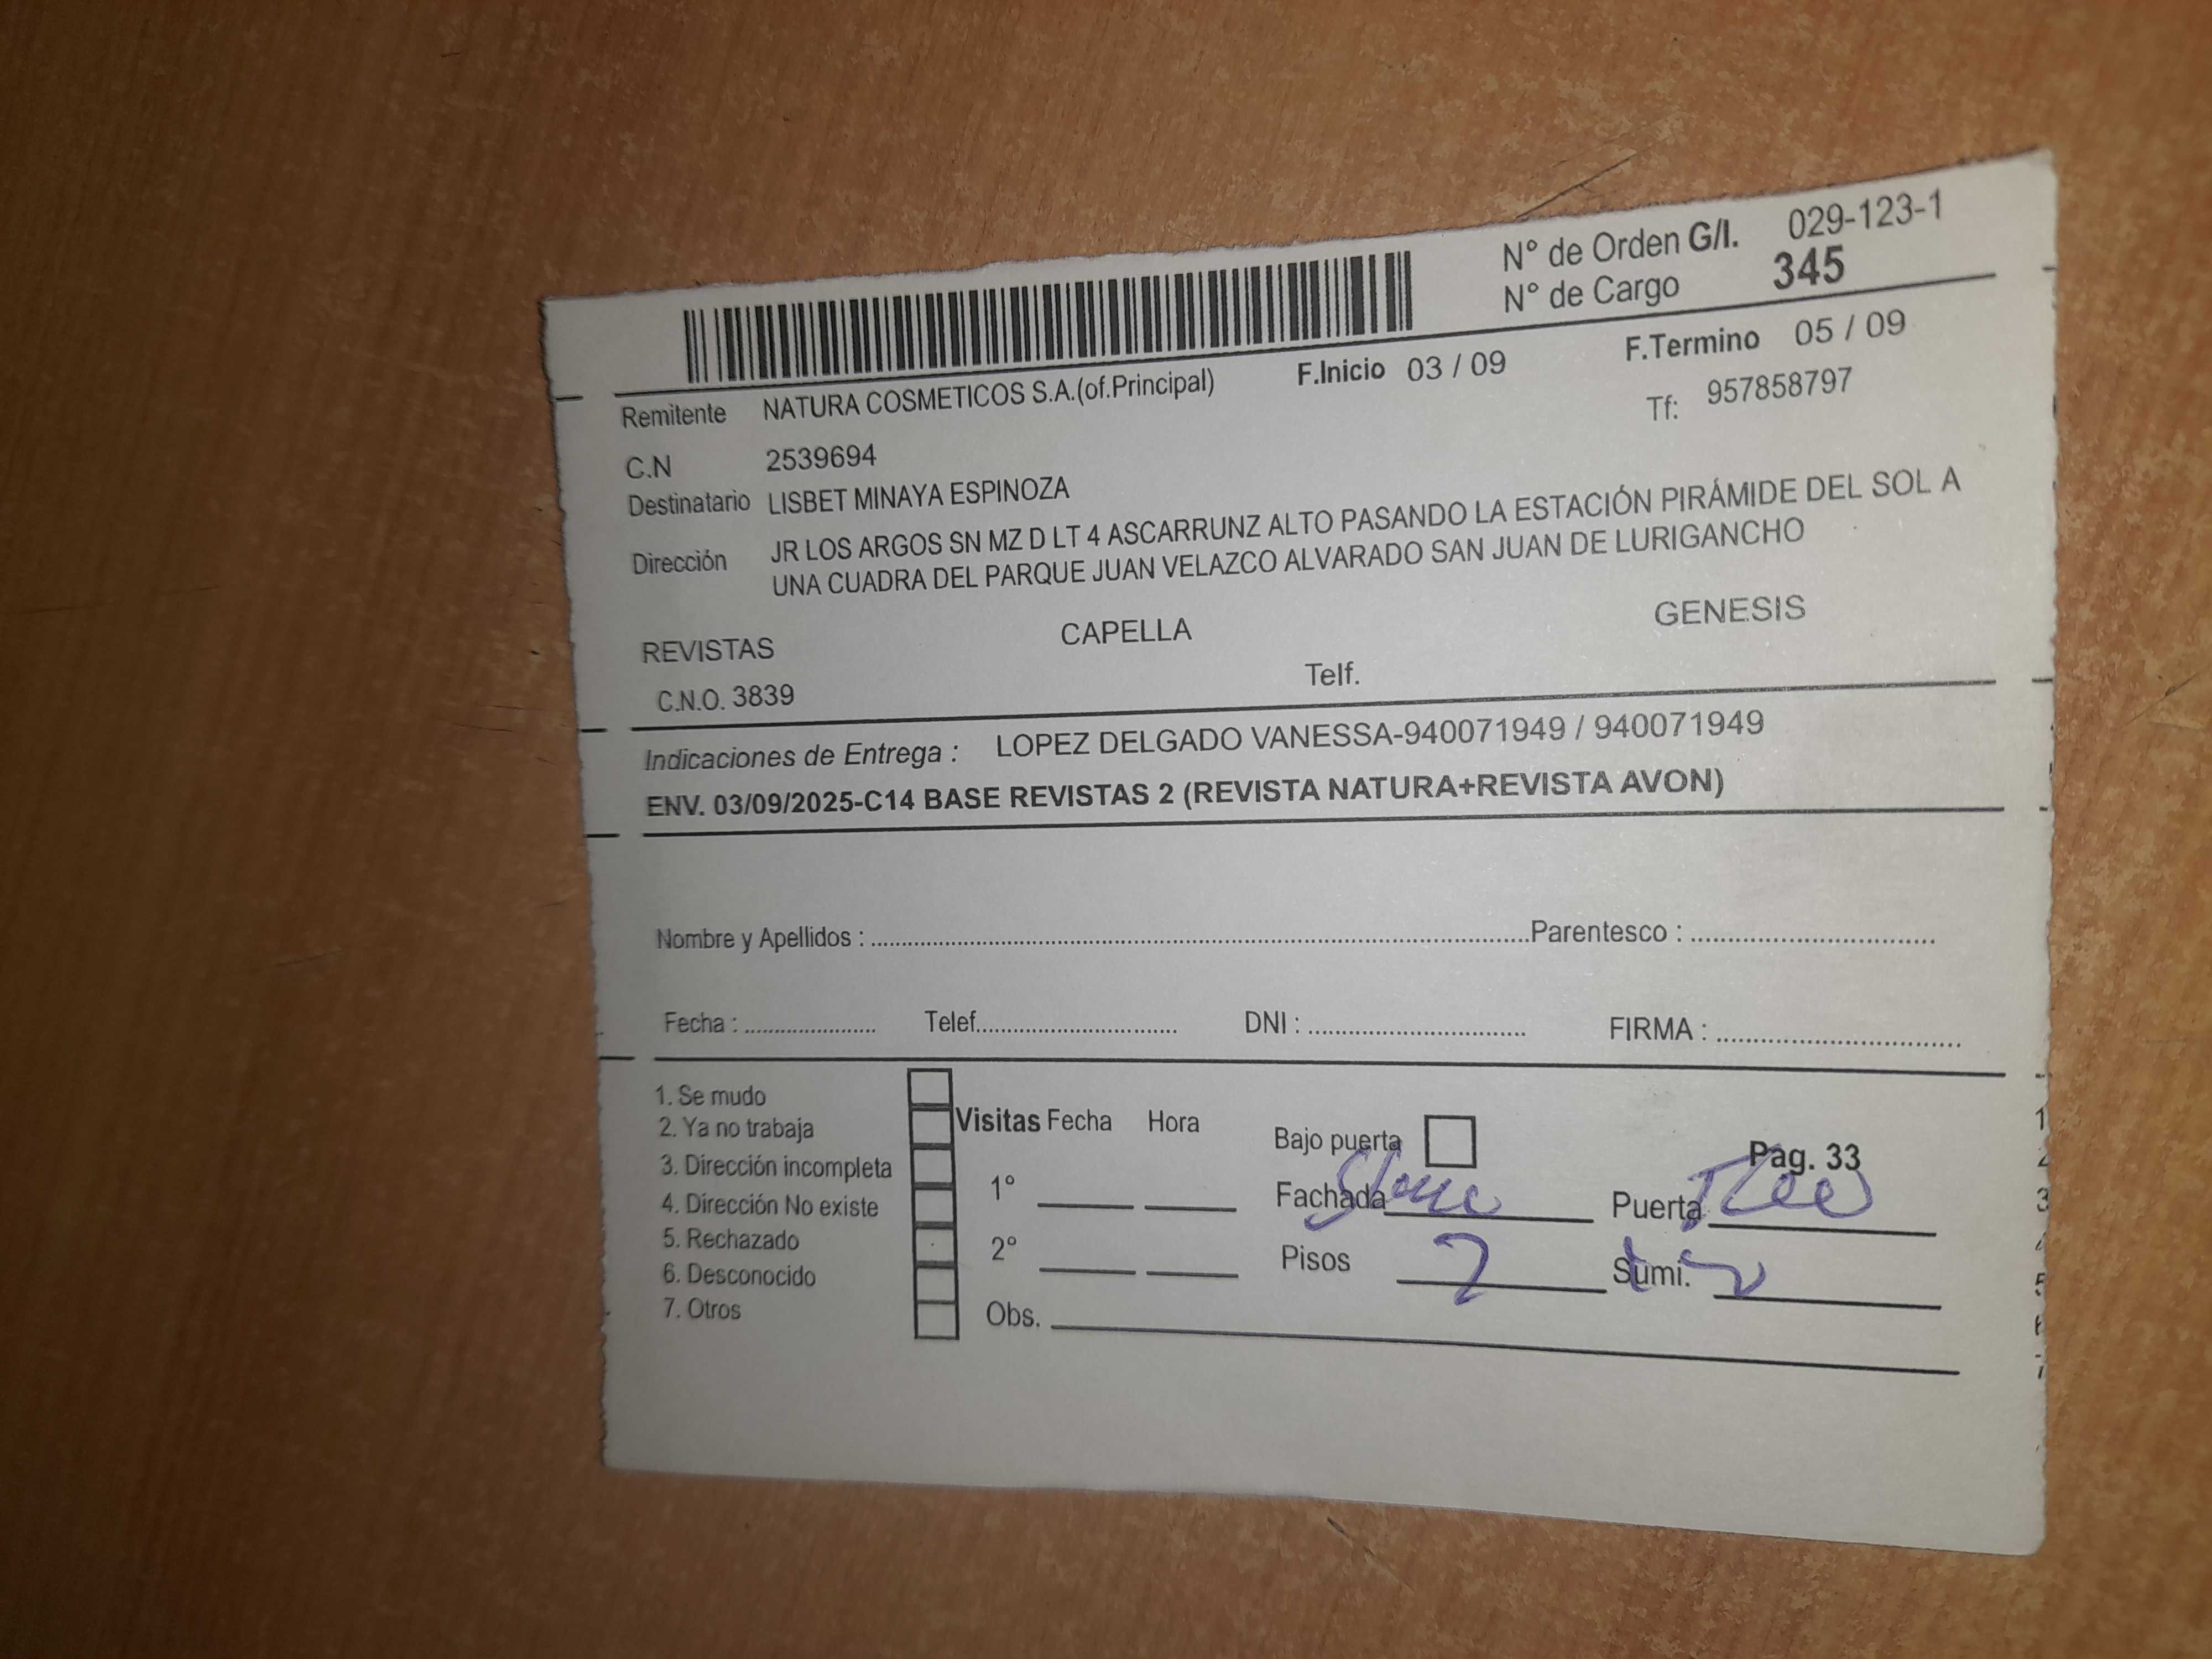 N° de Orden G/I. 029-123-1
N° de Cargo 345
F.Inicio 03 / 09 F.Termino 05 / 09
Remitente NATURA COSMETICOS S.A.(of.Principal) Tf: 957858797
C.N 2539694
Destinatario LISBET MINAYA ESPINOZA
Dirección JR LOS ARGOS SN MZ D LT 4 ASCARRUNZ ALTO PASANDO LA ESTACIÓN PIRÁMIDE DEL SOL A
UNA CUADRA DEL PARQUE JUAN VELAZCO ALVARADO SAN JUAN DE LURIGANCHO
REVISTAS CAPELLA GENESIS
C.N.O. 3839 Telf.
Indicaciones de Entrega : LOPEZ DELGADO VANESSA-940071949 / 940071949
ENV. 03/09/2025-C14 BASE REVISTAS 2 (REVISTA NATURA+REVISTA AVON)
Nombre y Apellidos : Parentesco :
Fecha : Telef. DNI : FIRMA :
1. Se mudo
2. Ya no trabaja
3. Dirección incompleta
4. Dirección No existe
5. Rechazado
6. Desconocido
7. Otros
Visitas Fecha Hora
1°
2°
Obs.
Bajo puerta Pag. 33
Fachada Puerta
Pisos 2 Sumi.
1
3
5
7